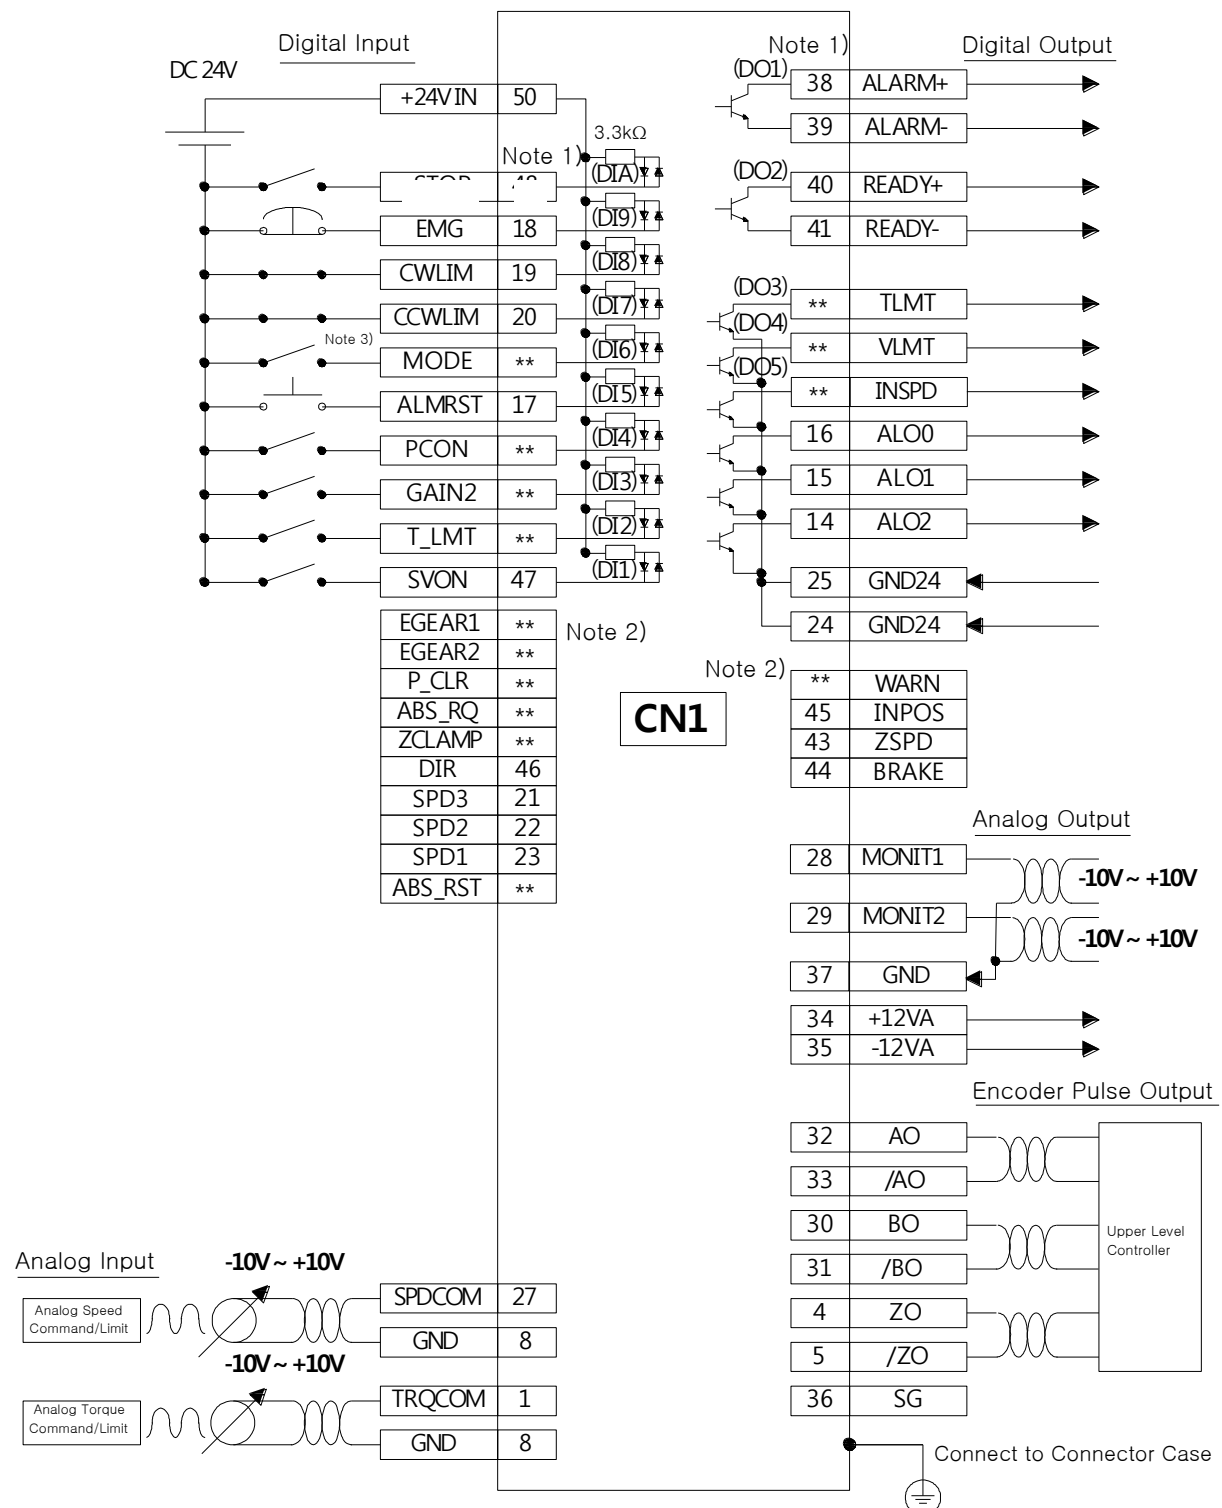 Digital Input
DC 24V
+24VIN 50
3.3kΩ
Note 1)
(DIA)
EMG 18
(DI9)
CWLIM 19
(DI8)
CCWLIM 20
(DI7)
Note 3)
MODE **
(DI6)
ALMRST 17
(DI5)
PCON **
(DI4)
GAIN2 **
(DI3)
T_LMT **
(DI2)
SVON 47
(DI1)
EGEAR1 **
Note 2)
EGEAR2 **
P_CLR **
ABS_RQ **
ZCLAMP **
DIR 46
SPD3 21
SPD2 22
SPD1 23
ABS_RST **
CN1
Note 1)
Digital Output
(DO1)
38 ALARM+
39 ALARM-
(DO2)
40 READY+
41 READY-
(DO3)
** TLMT
(DO4)
** VLMT
(DO5)
** INSPD
16 ALO0
15 ALO1
14 ALO2
25 GND24
24 GND24
Note 2)
** WARN
45 INPOS
43 ZSPD
44 BRAKE
Analog Output
28 MONIT1
-10V ~ +10V
29 MONIT2
-10V ~ +10V
37 GND
34 +12VA
35 -12VA
Encoder Pulse Output
32 AO
33 /AO
30 BO
31 /BO
4 ZO
5 /ZO
36 SG
Upper Level
Controller
Connect to Connector Case
Analog Input
-10V ~ +10V
Analog Speed
Command/Limit
SPDCOM 27
GND 8
-10V ~ +10V
Analog Torque
Command/Limit
TRQCOM 1
GND 8